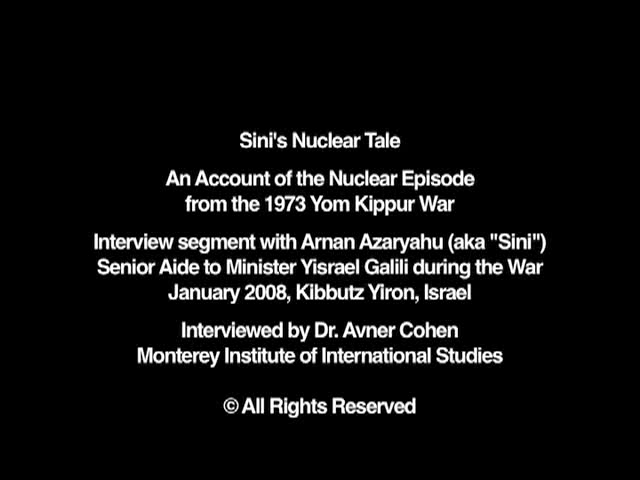 Sini's Nuclear Tale
An Account of the Nuclear Episode
from the 1973 Yom Kippur War
Interview segment with Arnan Azaryahu (aka "Sini")
Senior Aide to Minister Yisrael Galili during the War
January 2008, Kibbutz Yiron, Israel
Interviewed by Dr. Avner Cohen
Monterey Institute of International Studies
© All Rights Reserved